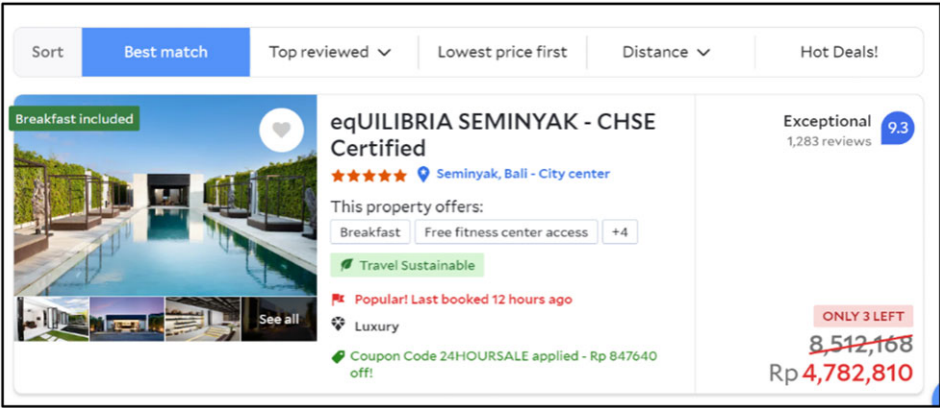 Sort
Best match
Top reviewed
Lowest price first
Distance
Hot Deals!
Breakfast included
eqUILIBRIA SEMINYAK - CHSE
Certified
Seminyak, Bali - City center
This property offers:
Breakfast
Free fitness center access
+4
Travel Sustainable
Popular! Last booked 12 hours ago
Luxury
Coupon Code 24HOURSALE applied - Rp 847640
off!
See all
Exceptional
1,283 reviews
9.3
ONLY 3 LEFT
8,512,168
Rp 4,782,810